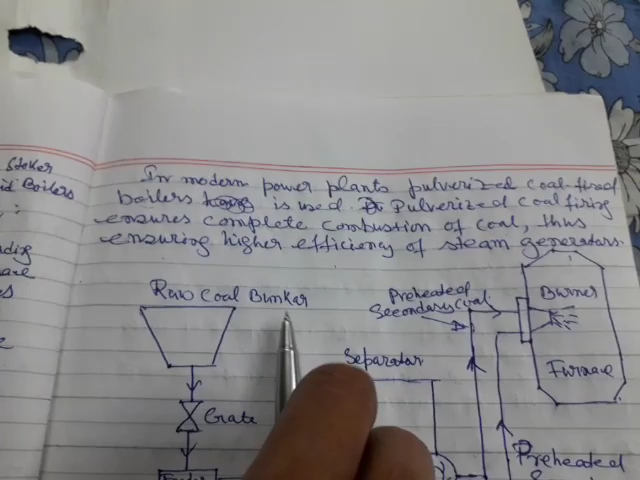 Stoker
Boilers
In modern power plants pulverized coal-fired
boilers is used. Pulverized coal firing
ensures complete combustion of coal, thus
ensuring higher efficiency of steam generators.
Raw Coal Bunker
Preheated
Secondary Coal
Burner
Separator
Furnace
Grate
Preheated